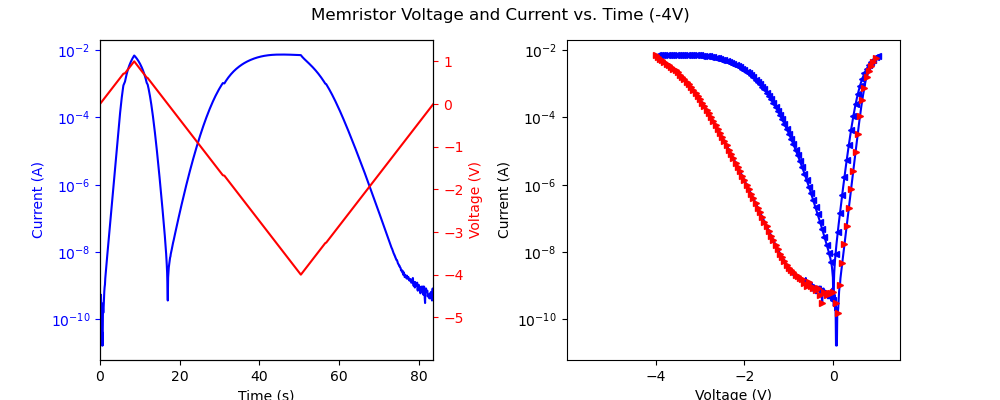 Memristor Voltage and Current vs. Time (-4V)
10⁻²
10⁻⁴
10⁻⁶
10⁻⁸
10⁻¹⁰
Current (A)
0 20 40 60 80
Time (s)
1
0
−1
−2
−3
−4
−5
Voltage (V)
10⁻²
10⁻⁴
10⁻⁶
10⁻⁸
10⁻¹⁰
Current (A)
−4 −2 0
Voltage (V)